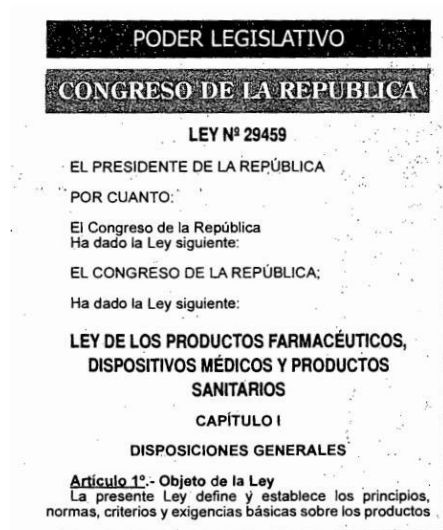 PODER LEGISLATIVO
CONGRESO DE LA REPUBLICA
LEY Nº 29459
EL PRESIDENTE DE LA REPÚBLICA
POR CUANTO:
El Congreso de la República
Ha dado la Ley siguiente:
EL CONGRESO DE LA REPÚBLICA;
Ha dado la Ley siguiente:
LEY DE LOS PRODUCTOS FARMACÉUTICOS,
DISPOSITIVOS MÉDICOS Y PRODUCTOS
SANITARIOS
CAPÍTULO I
DISPOSICIONES GENERALES
Artículo 1º.- Objeto de la Ley
La presente Ley define y establece los principios,
normas, criterios y exigencias básicas sobre los productos